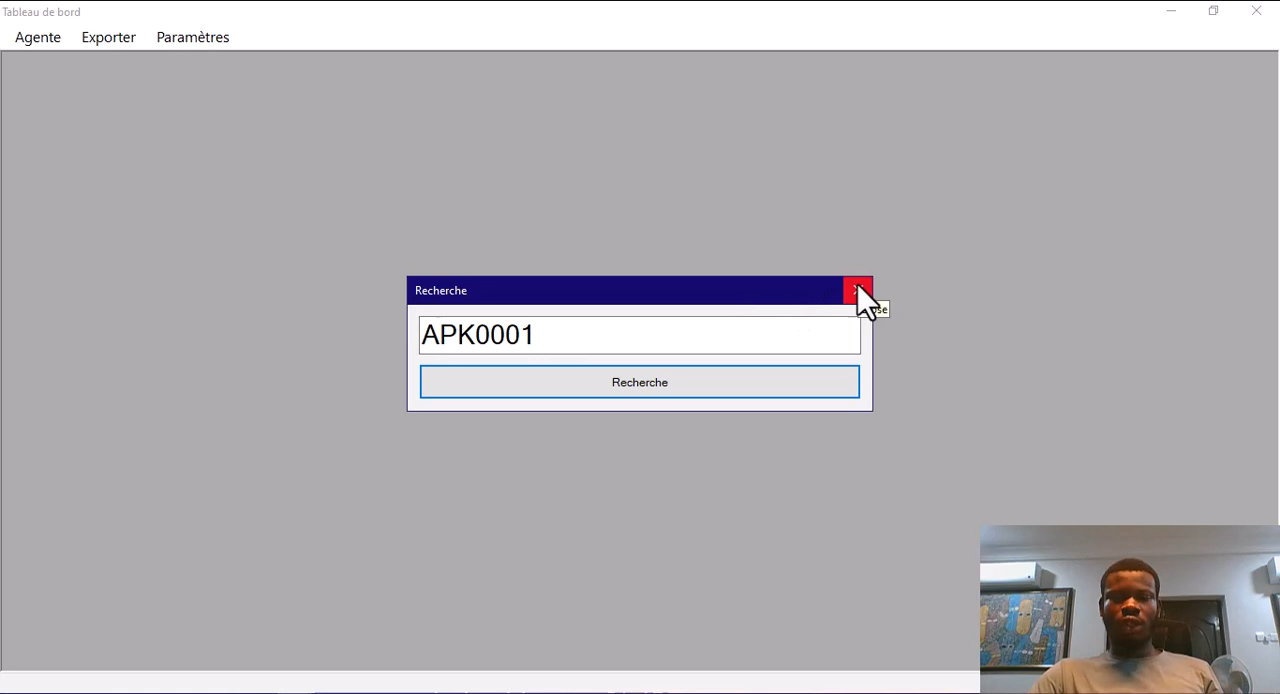 Tableau de bord
Agente Exporter Paramètres
Recherche
APK0001
Recherche